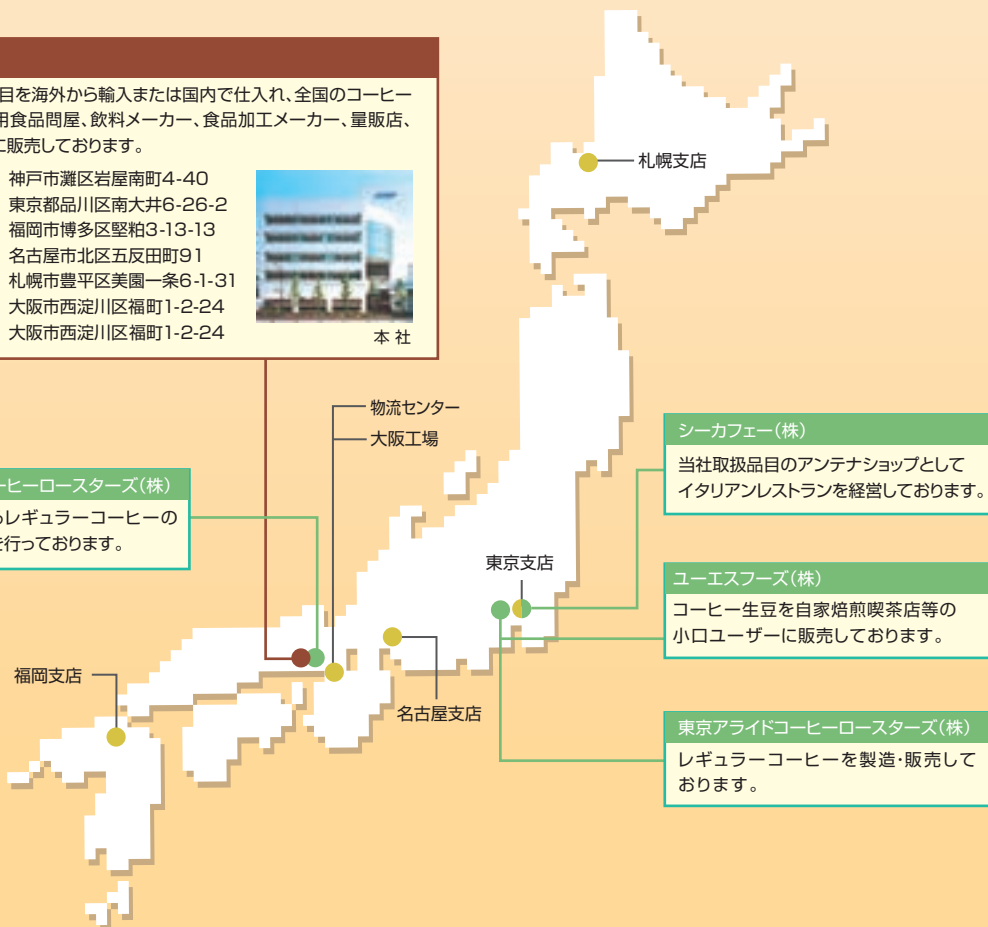 目を海外から輸入または国内で仕入れ、全国のコーヒー
用食品問屋、飲料メーカー、食品加工メーカー、量販店、
に販売しております。
神戸市灘区岩屋南町4-40
東京都品川区南大井6-26-2
福岡市博多区堅粕3-13-13
名古屋市北区五反田町91
札幌市豊平区美園一条6-1-31
大阪市西淀川区福町1-2-24
大阪市西淀川区福町1-2-24
本 社
札幌支店
物流センター
大阪工場
ーヒーロースターズ(株)
レギュラーコーヒーの
を行っております。
シーカフェー(株)
当社取扱品目のアンテナショップとして
イタリアンレストランを経営しております。
東京支店
ユーエスフーズ(株)
コーヒー生豆を自家焙煎喫茶店等の
小口ユーザーに販売しております。
福岡支店
名古屋支店
東京アライドコーヒーロースターズ(株)
レギュラーコーヒーを製造・販売して
おります。